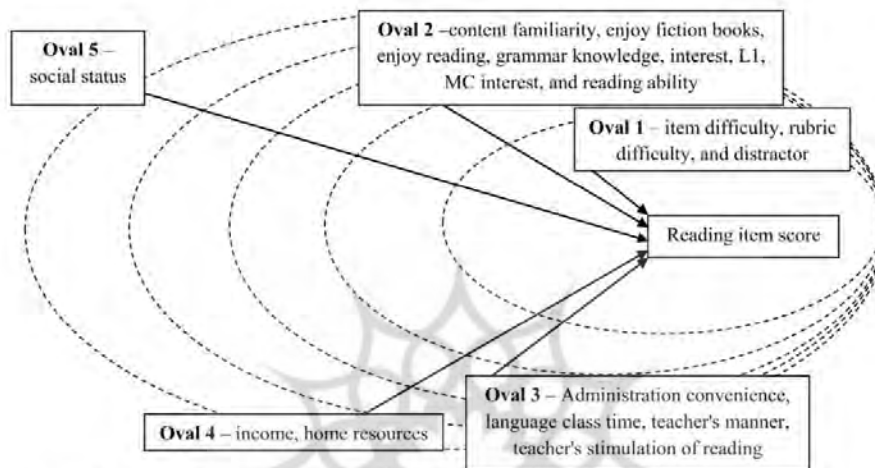 Oval 5 –
social status
Oval 2 –content familiarity, enjoy fiction books,
enjoy reading, grammar knowledge, interest, L1,
MC interest, and reading ability
Oval 1 – item difficulty, rubric
difficulty, and distractor
Reading item score
Oval 3 – Administration convenience,
language class time, teacher's manner,
teacher's stimulation of reading
Oval 4 – income, home resources